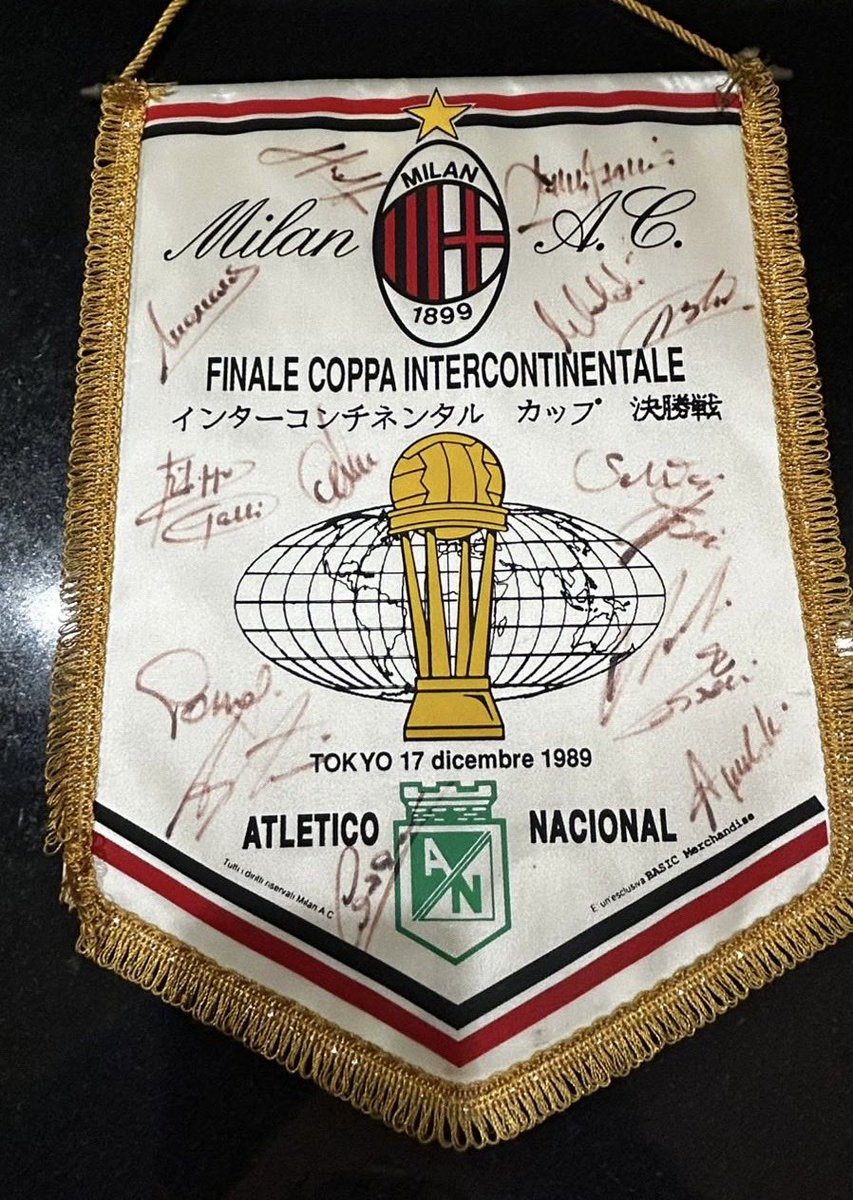 MILAN
Milan A.C.
1899
FINALE COPPA INTERCONTINENTALE
インターコンチネンタル カップ 決勝戦
Filippo
Galli
TOKYO 17 dicembre 1989
ATLETICO NACIONAL
AN
Tutti i diritti riservati Milan A.C
E' un'esclusiva BASIC Merchandise